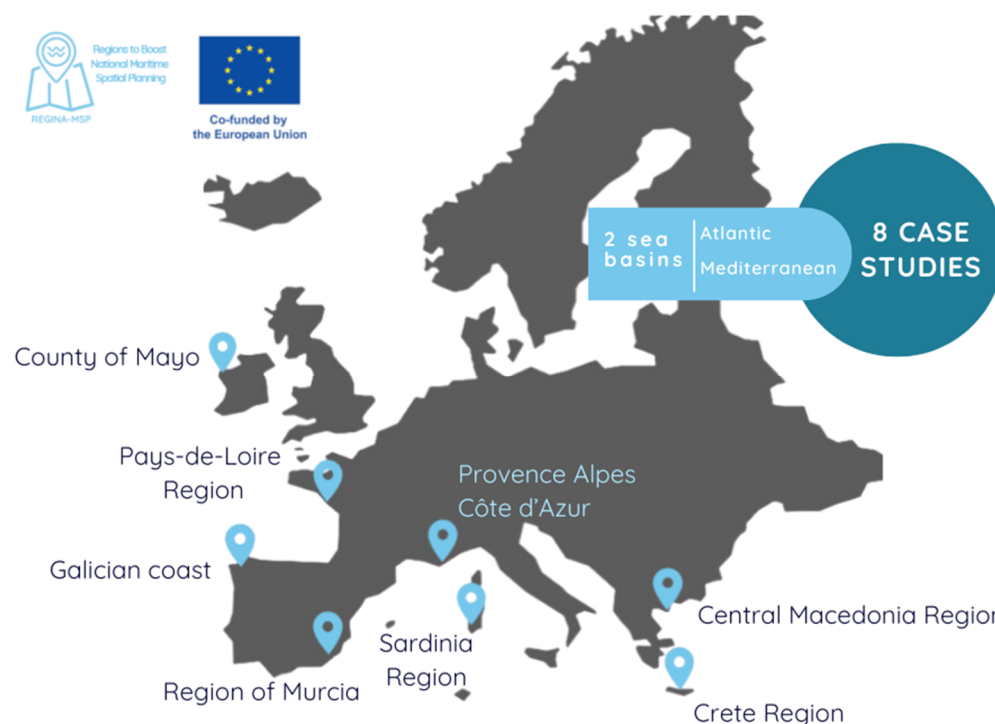 Regions to Boost
National Maritime
Spatial Planning
REGINA-MSP
Co-funded by
the European Union
2 sea
basins
Atlantic
Mediterranean
8 CASE
STUDIES
County of Mayo
Pays-de-Loire
Region
Provence Alpes
Côte d'Azur
Galician coast
Central Macedonia Region
Sardinia
Region
Region of Murcia
Crete Region